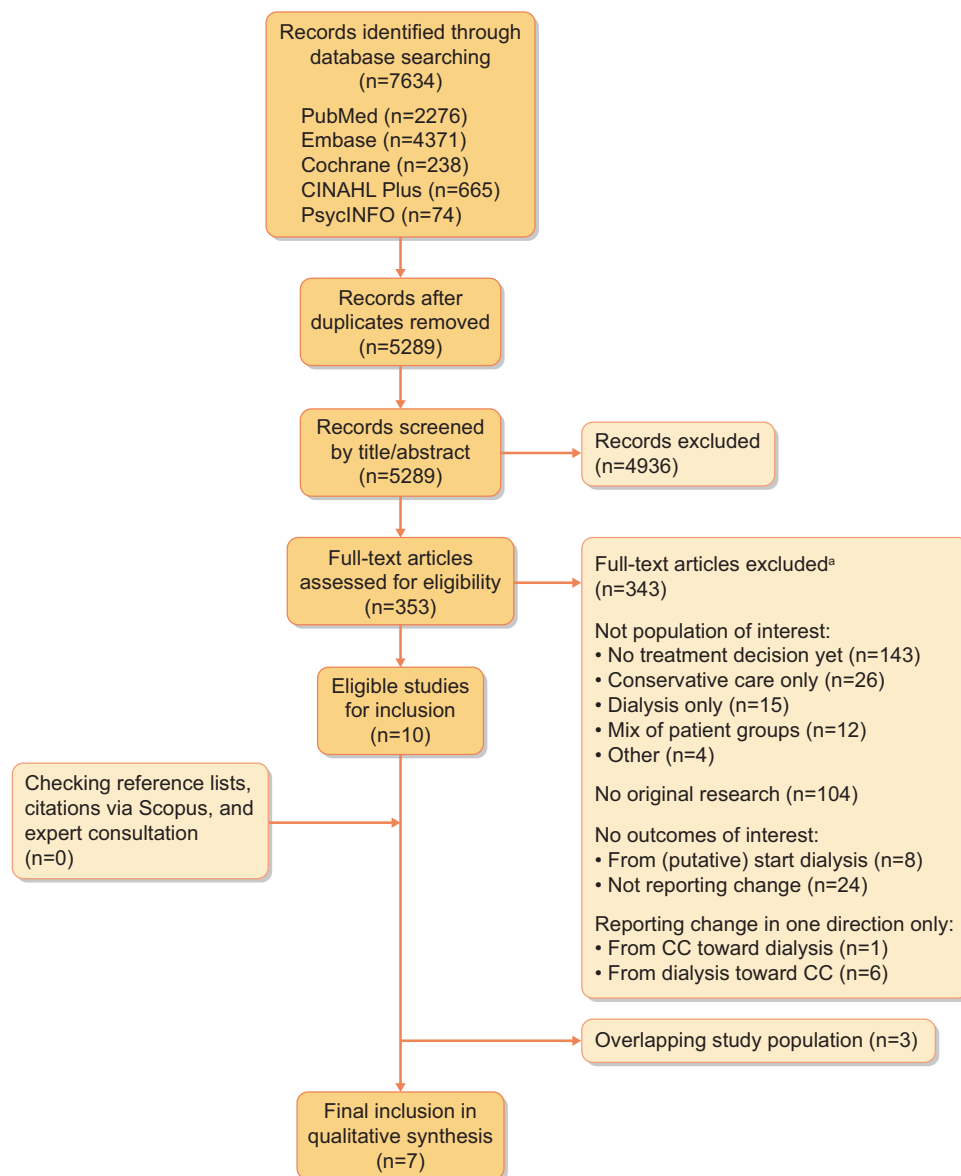 Records identified through
database searching
(n=7634)
PubMed (n=2276)
Embase (n=4371)
Cochrane (n=238)
CINAHL Plus (n=665)
PsycINFO (n=74)
Records after
duplicates removed
(n=5289)
Records screened
by title/abstract
(n=5289)
Records excluded
(n=4936)
Full-text articles
assessed for eligibility
(n=353)
Full-text articles excludedᵃ
(n=343)
Not population of interest:
• No treatment decision yet (n=143)
• Conservative care only (n=26)
• Dialysis only (n=15)
• Mix of patient groups (n=12)
• Other (n=4)
No original research (n=104)
No outcomes of interest:
• From (putative) start dialysis (n=8)
• Not reporting change (n=24)
Reporting change in one direction only:
• From CC toward dialysis (n=1)
• From dialysis toward CC (n=6)
Eligible studies
for inclusion
(n=10)
Checking reference lists,
citations via Scopus, and
expert consultation
(n=0)
Overlapping study population (n=3)
Final inclusion in
qualitative synthesis
(n=7)